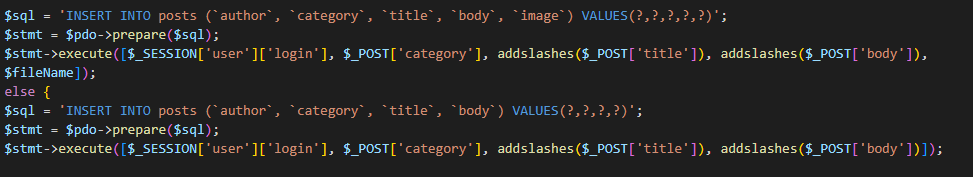 $sql = 'INSERT INTO posts (`author`, `category`, `title`, `body`, `image`) VALUES(?,?,?,?,?)';
$stmt = $pdo->prepare($sql);
$stmt->execute([$_SESSION['user']['login'], $_POST['category'], addslashes($_POST['title']), addslashes($_POST['body']),
$fileName]);
else {
$sql = 'INSERT INTO posts (`author`, `category`, `title`, `body`) VALUES(?,?,?,?)';
$stmt = $pdo->prepare($sql);
$stmt->execute([$_SESSION['user']['login'], $_POST['category'], addslashes($_POST['title']), addslashes($_POST['body'])]);